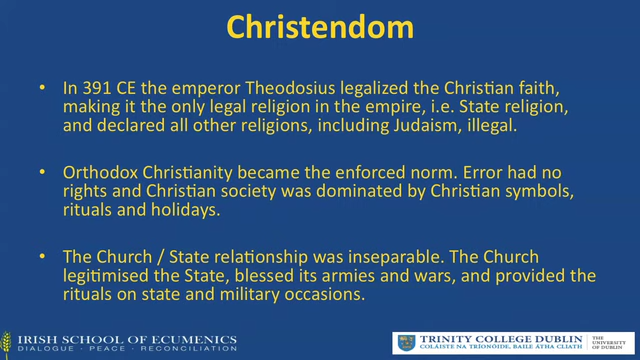 Christendom
• In 391 CE the emperor Theodosius legalized the Christian faith,
making it the only legal religion in the empire, i.e. State religion,
and declared all other religions, including Judaism, illegal.
• Orthodox Christianity became the enforced norm. Error had no
rights and Christian society was dominated by Christian symbols,
rituals and holidays.
• The Church / State relationship was inseparable. The Church
legitimised the State, blessed its armies and wars, and provided the
rituals on state and military occasions.
IRISH SCHOOL OF ECUMENICS
DIALOGUE - PEACE - RECONCILIATION
TRINITY COLLEGE DUBLIN
COLÁISTE NA TRÍONÓIDE, BAILE ÁTHA CLIATH
THE
UNIVERSITY
OF DUBLIN